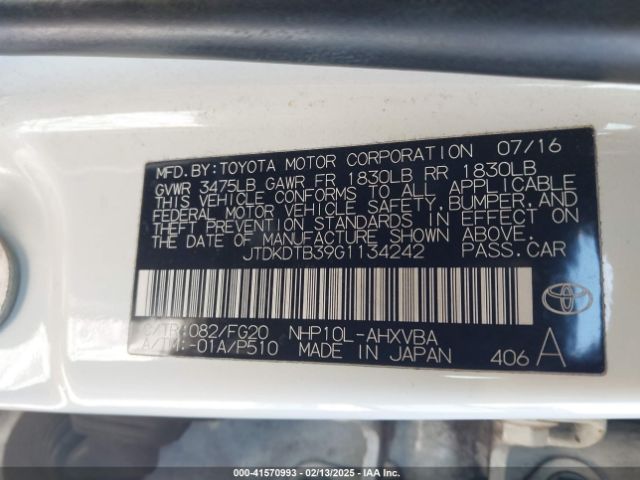 MFD.BY:TOYOTA MOTOR CORPORATION 07/16
GVWR 3475LB GAWR FR 1830LB RR 1830LB
THIS VEHICLE CONFORMS TO ALL APPLICABLE
FEDERAL MOTOR VEHICLE SAFETY,BUMPER,AND
THEFT PREVENTION STANDARDS IN EFFECT
ON THE DATE OF MANUFACTURE SHOWN ABOVE.
JTDKDTB39G1134242 PASS.CAR
C/TR:082/FG20 NHP10L-AHXVBA
A/TM:-01A/P510 MADE IN JAPAN 406 A
000-41570993 — 02/13/2025 - IAAI.COM